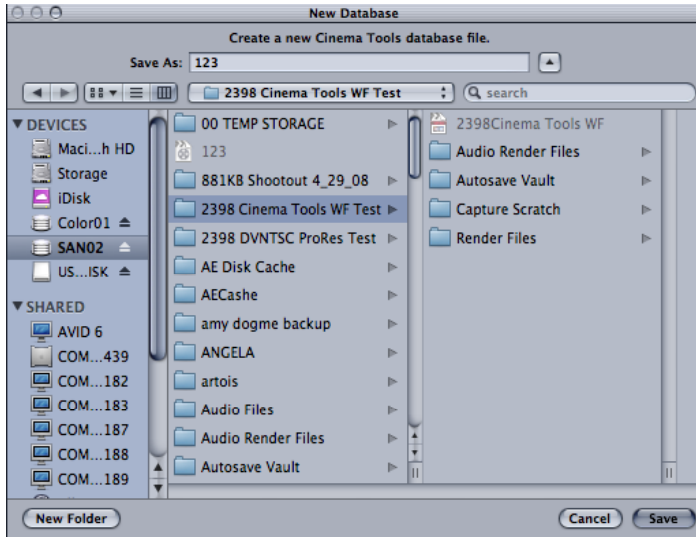 New Database
Create a new Cinema Tools database file.
Save As: 123
2398 Cinema Tools WF Test
search
DEVICES
Maci...h HD
Storage
iDisk
Color01
SAN02
US...ISK
SHARED
AVID 6
COM...439
COM...182
COM...183
COM...187
COM...188
COM...189
00 TEMP STORAGE
123
881KB Shootout 4_29_08
2398 Cinema Tools WF Test
2398 DVNTSC ProRes Test
AE Disk Cache
AECashe
amy dogme backup
ANGELA
artois
Audio Files
Audio Render Files
Autosave Vault
2398Cinema Tools WF
Audio Render Files
Autosave Vault
Capture Scratch
Render Files
New Folder
Cancel
Save